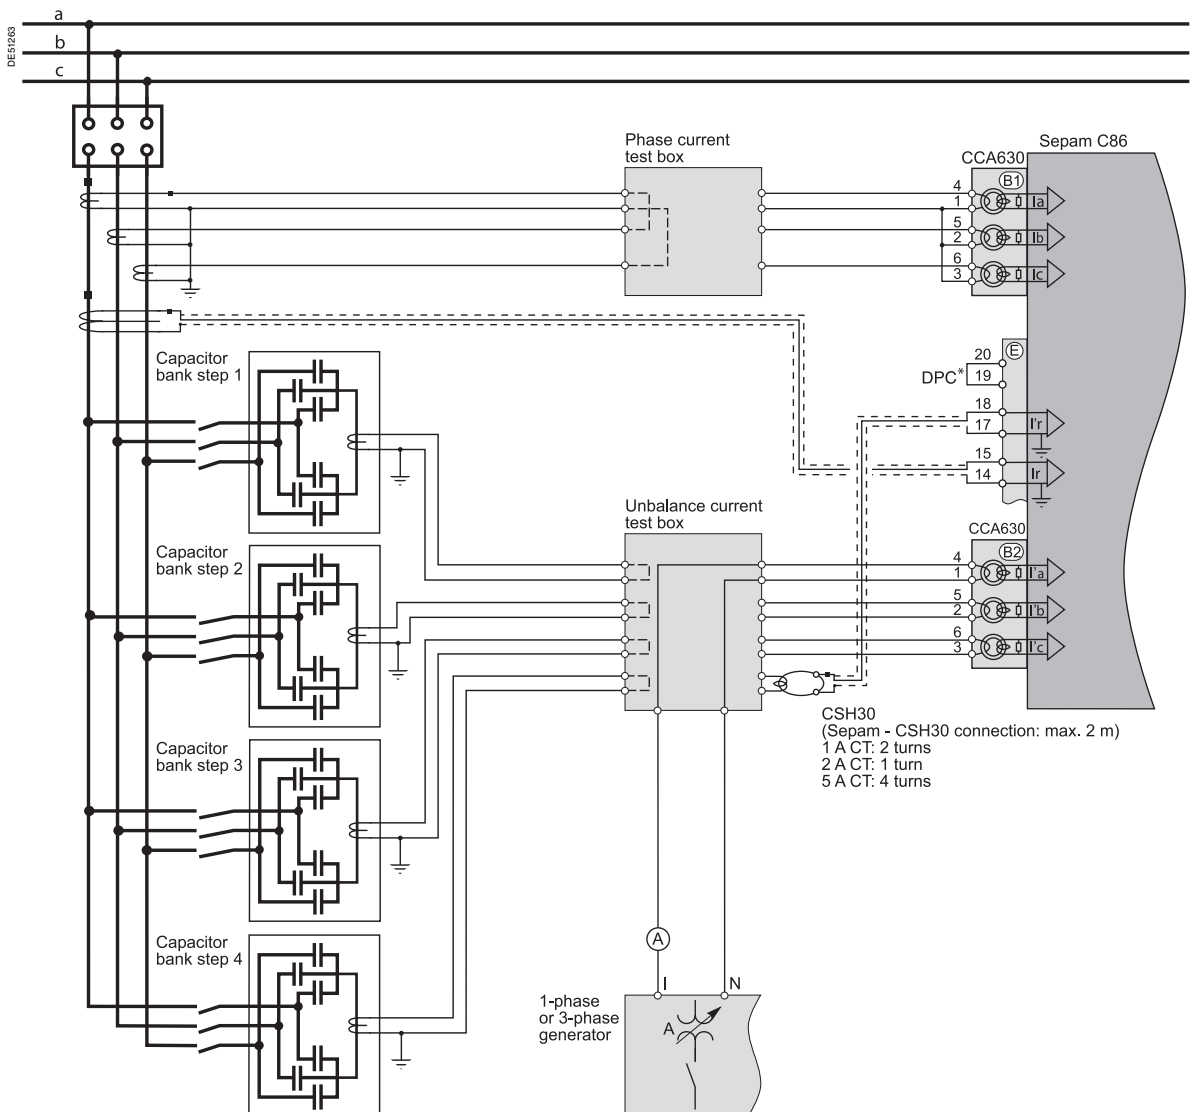 DE51263
a
b
c
Phase current
test box
Sepam C86
CCA630
B1
4
1
Ia
5
2
Ib
6
3
Ic
E
20
DPC*
19
18
17
I'r
15
14
Ir
Capacitor
bank step 1
Unbalance current
test box
CCA630
B2
4
1
I'a
5
2
I'b
6
3
I'c
Capacitor
bank step 2
CSH30
(Sepam - CSH30 connection: max. 2 m)
1 A CT: 2 turns
2 A CT: 1 turn
5 A CT: 4 turns
Capacitor
bank step 3
Capacitor
bank step 4
A
I
N
1-phase
or 3-phase
generator
A